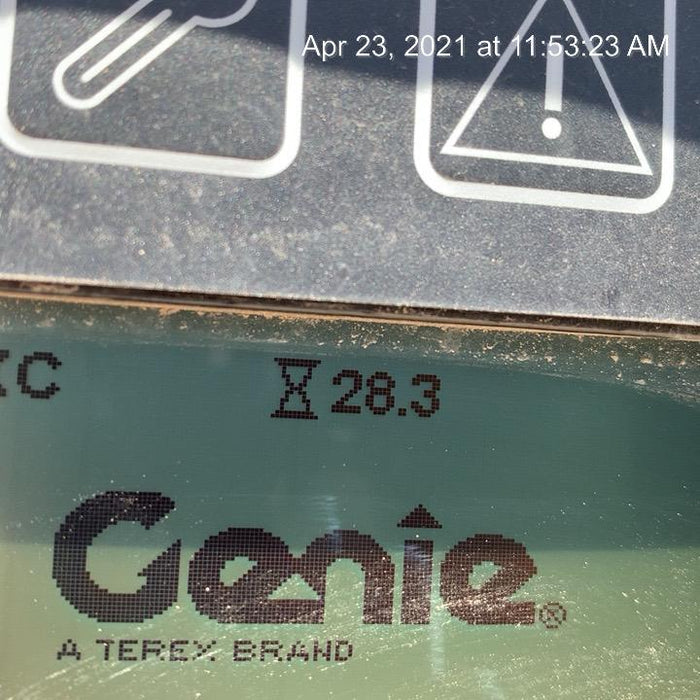 Apr 23, 2021 at 11:53:23 AM
28.3
Genie®
A TEREX BRAND